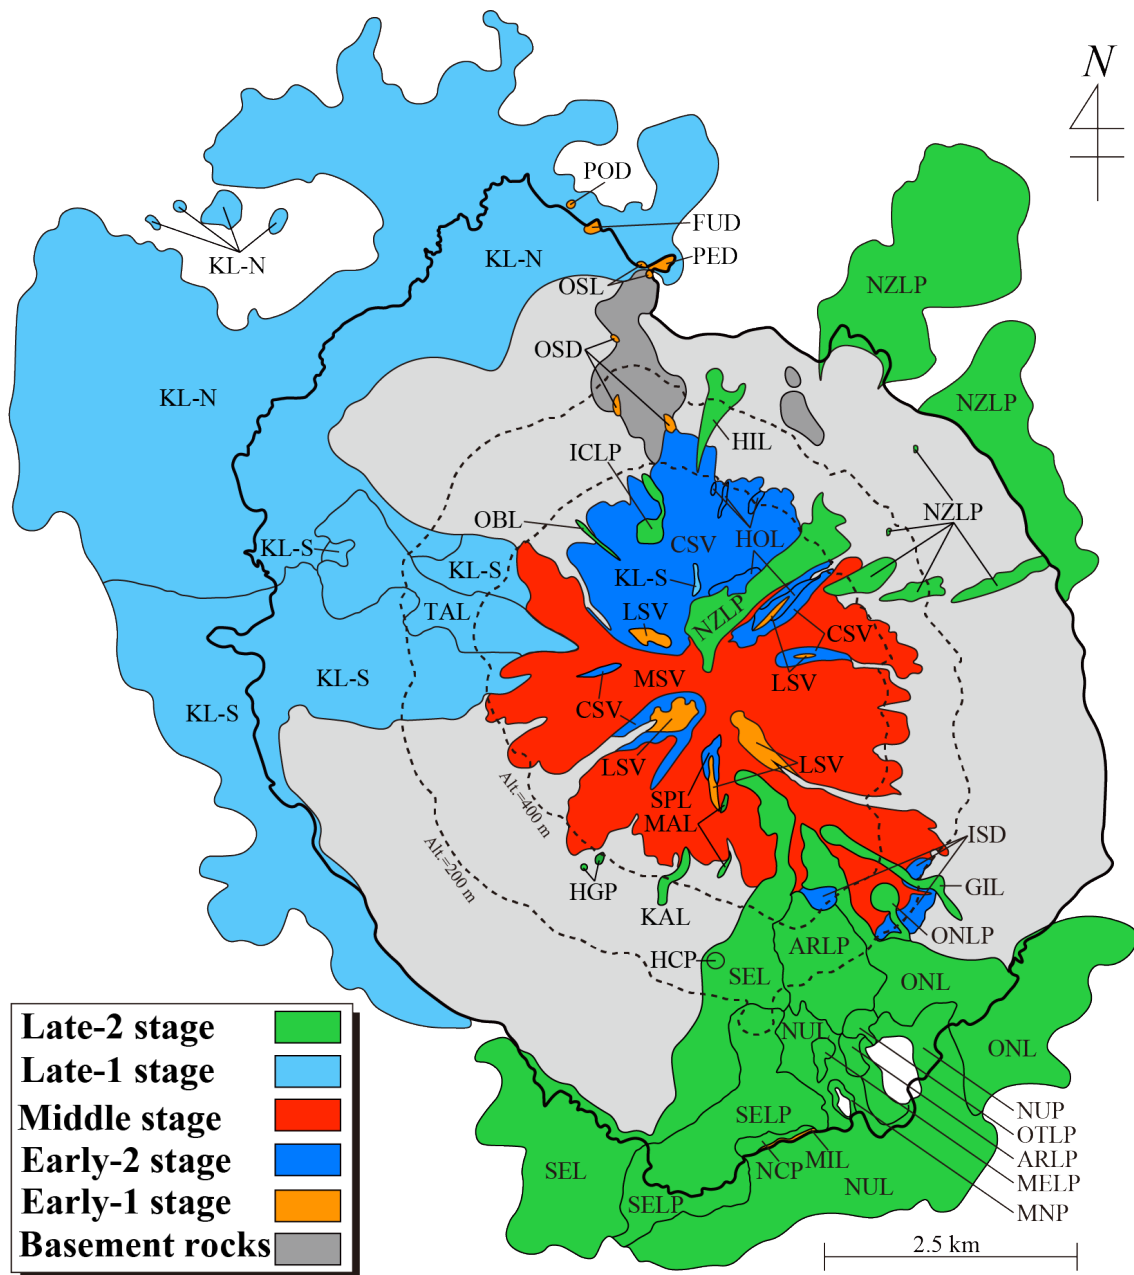 N
POD
FUD
PED
KL-N
KL-N
OSL
NZLP
OSD
KL-N
NZLP
HIL
ICLP
OBL
NZLP
HOL
CSV
KL-S
KL-S
KL-S
LSV
TAL
NZLP
CSV
MSV
LSV
KL-S
CSV
KL-S
LSV
LSV
Alt.=400 m
SPL
MAL
ISD
Alt.=200 m
HGP
GIL
KAL
ONLP
ARLP
HCP
SEL
ONL
NUL
ONL
SELP
NUP
OTLP
ARLP
MELP
MNP
MIL
NCP
SEL
NUL
SELP
2.5 km
Late-2 stage
Late-1 stage
Middle stage
Early-2 stage
Early-1 stage
Basement rocks